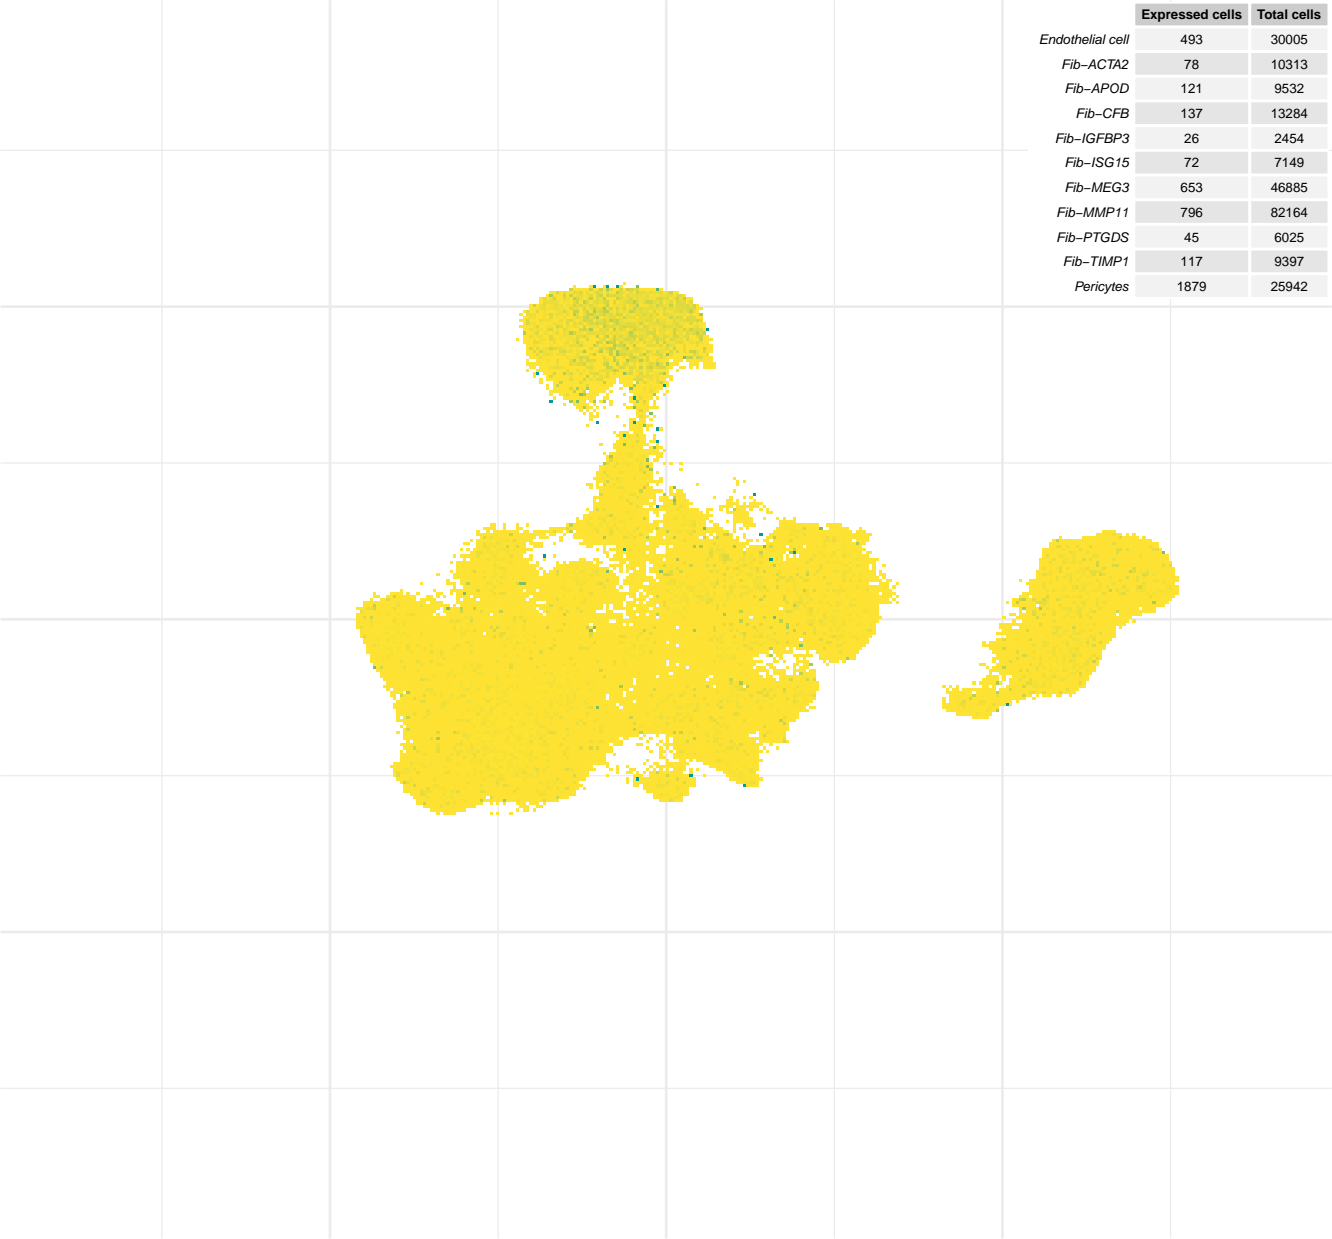 Expressed cells Total cells
Endothelial cell 493 30005
Fib−ACTA2 78 10313
Fib−APOD 121 9532
Fib−CFB 137 13284
Fib−IGFBP3 26 2454
Fib−ISG15 72 7149
Fib−MEG3 653 46885
Fib−MMP11 796 82164
Fib−PTGDS 45 6025
Fib−TIMP1 117 9397
Pericytes 1879 25942